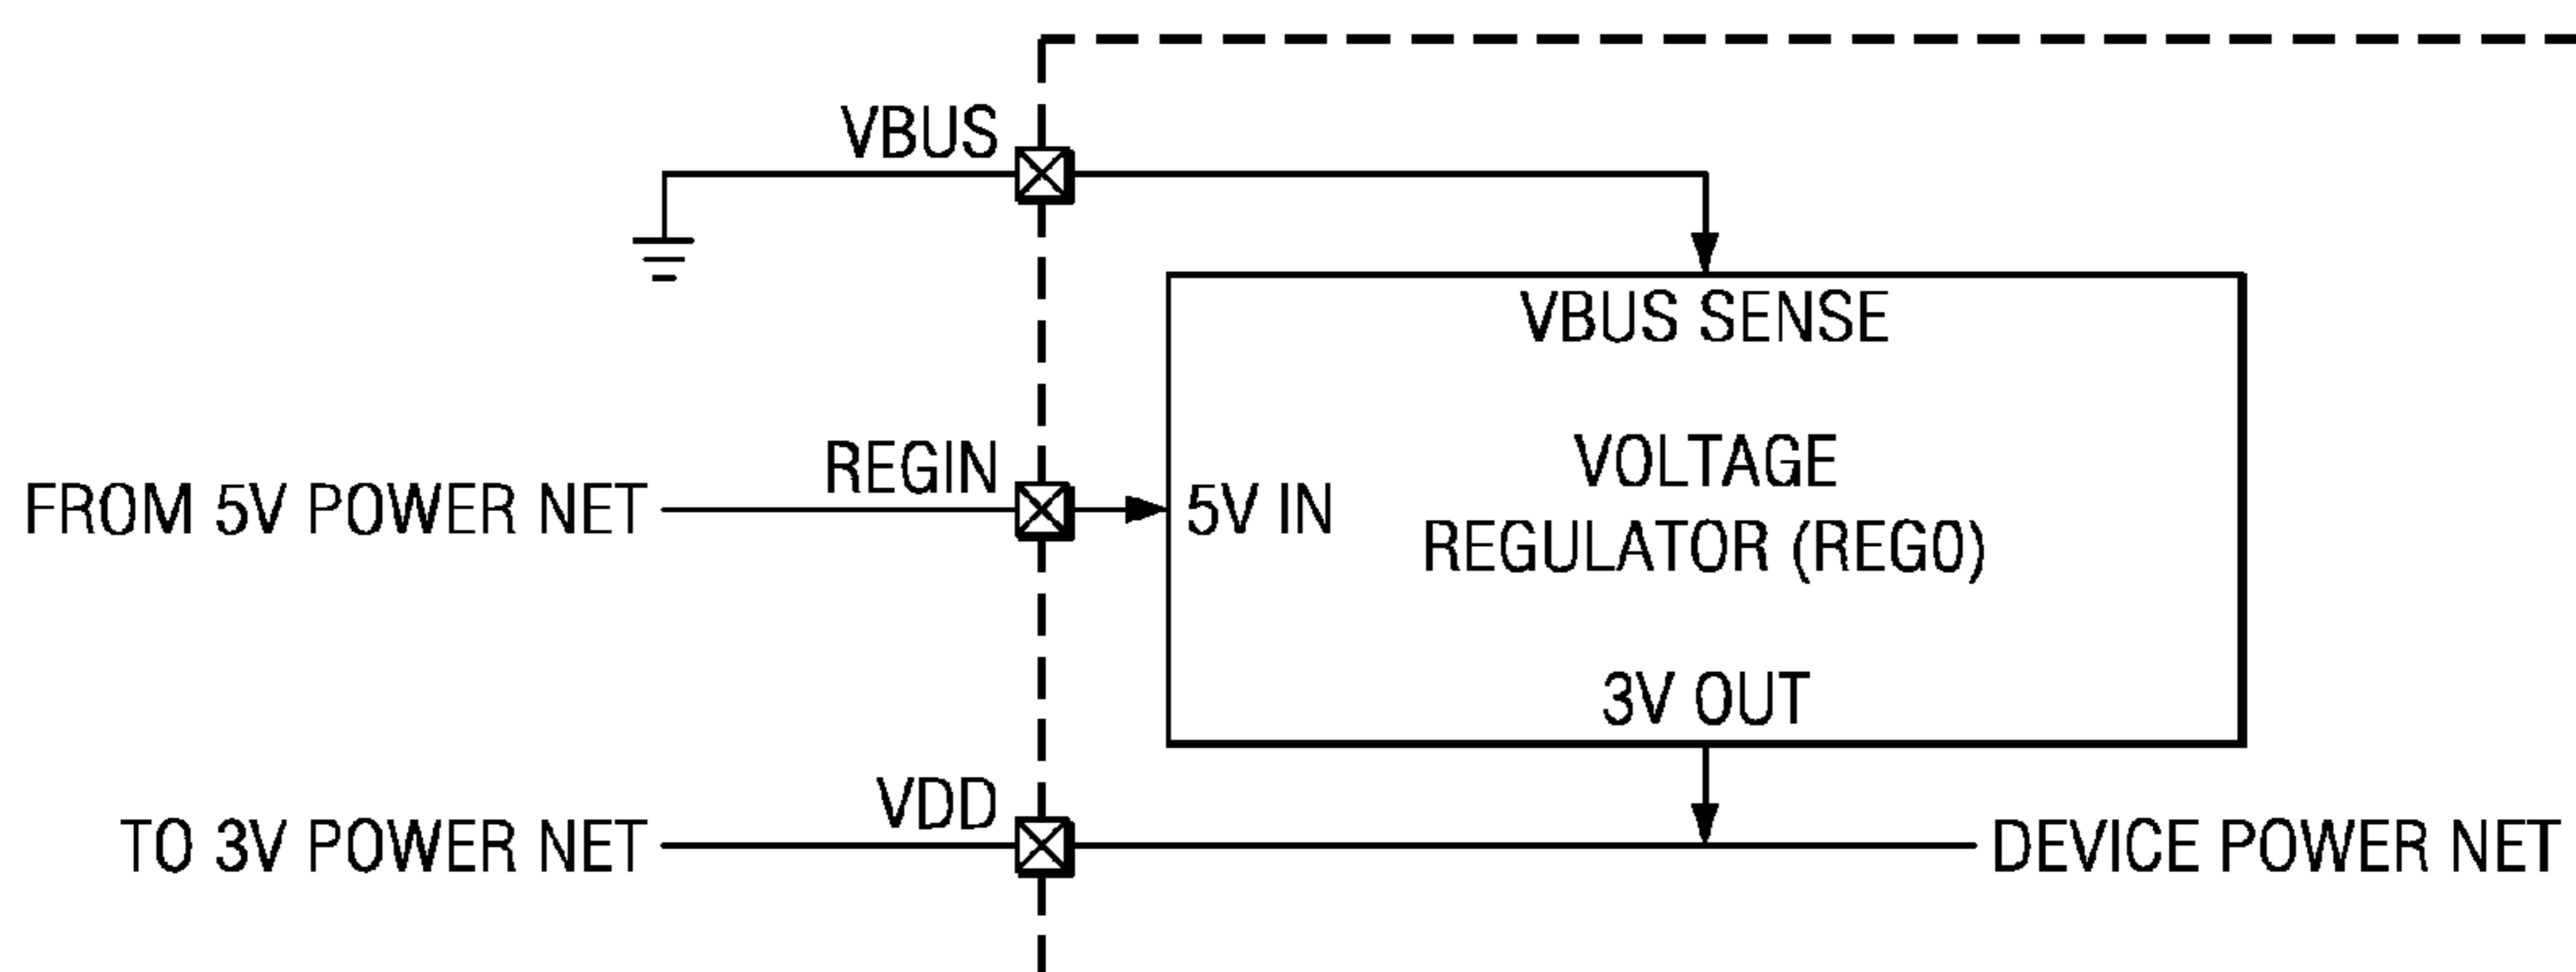 VBUS
VBUS SENSE
REGIN
FROM 5V POWER NET
5V IN
VOLTAGE
REGULATOR (REG0)
3V OUT
VDD
TO 3V POWER NET
DEVICE POWER NET